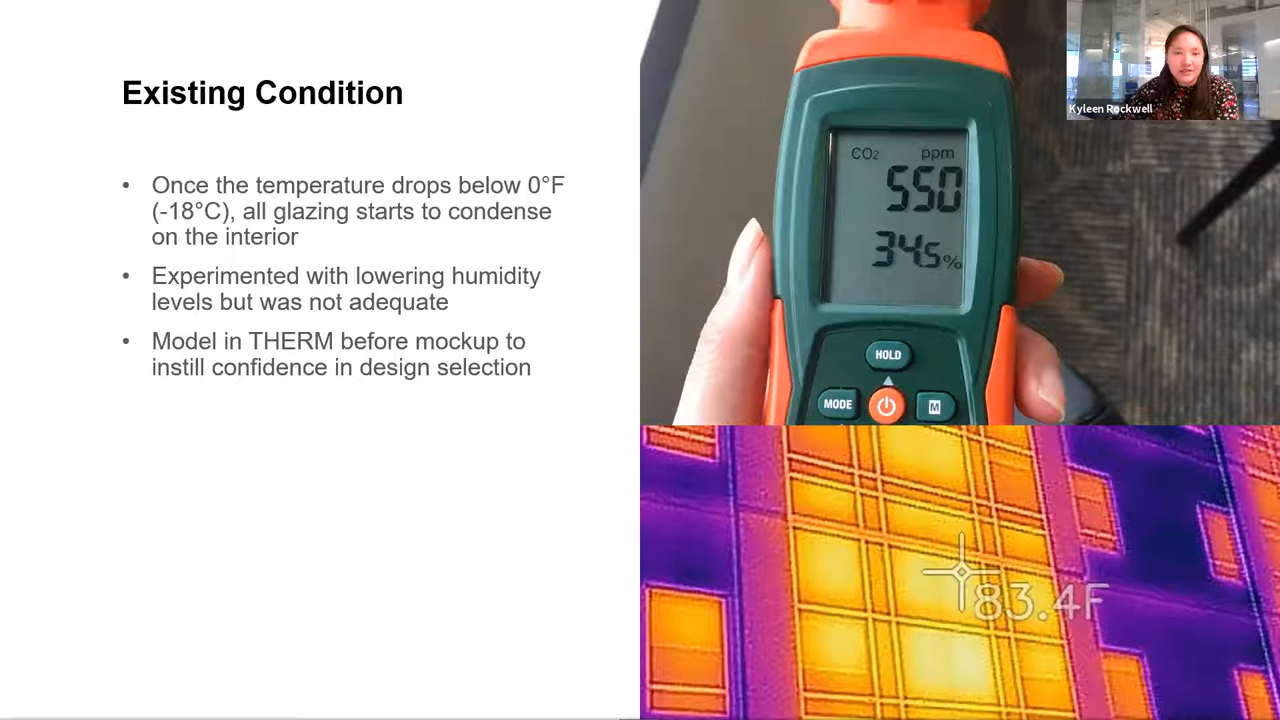 Existing Condition
• Once the temperature drops below 0°F
(-18°C), all glazing starts to condense
on the interior
• Experimented with lowering humidity
levels but was not adequate
• Model in THERM before mockup to
instill confidence in design selection
Kyleen Rockwell
CO2 ppm
550
34.5%
HOLD
MODE
M
83.4F